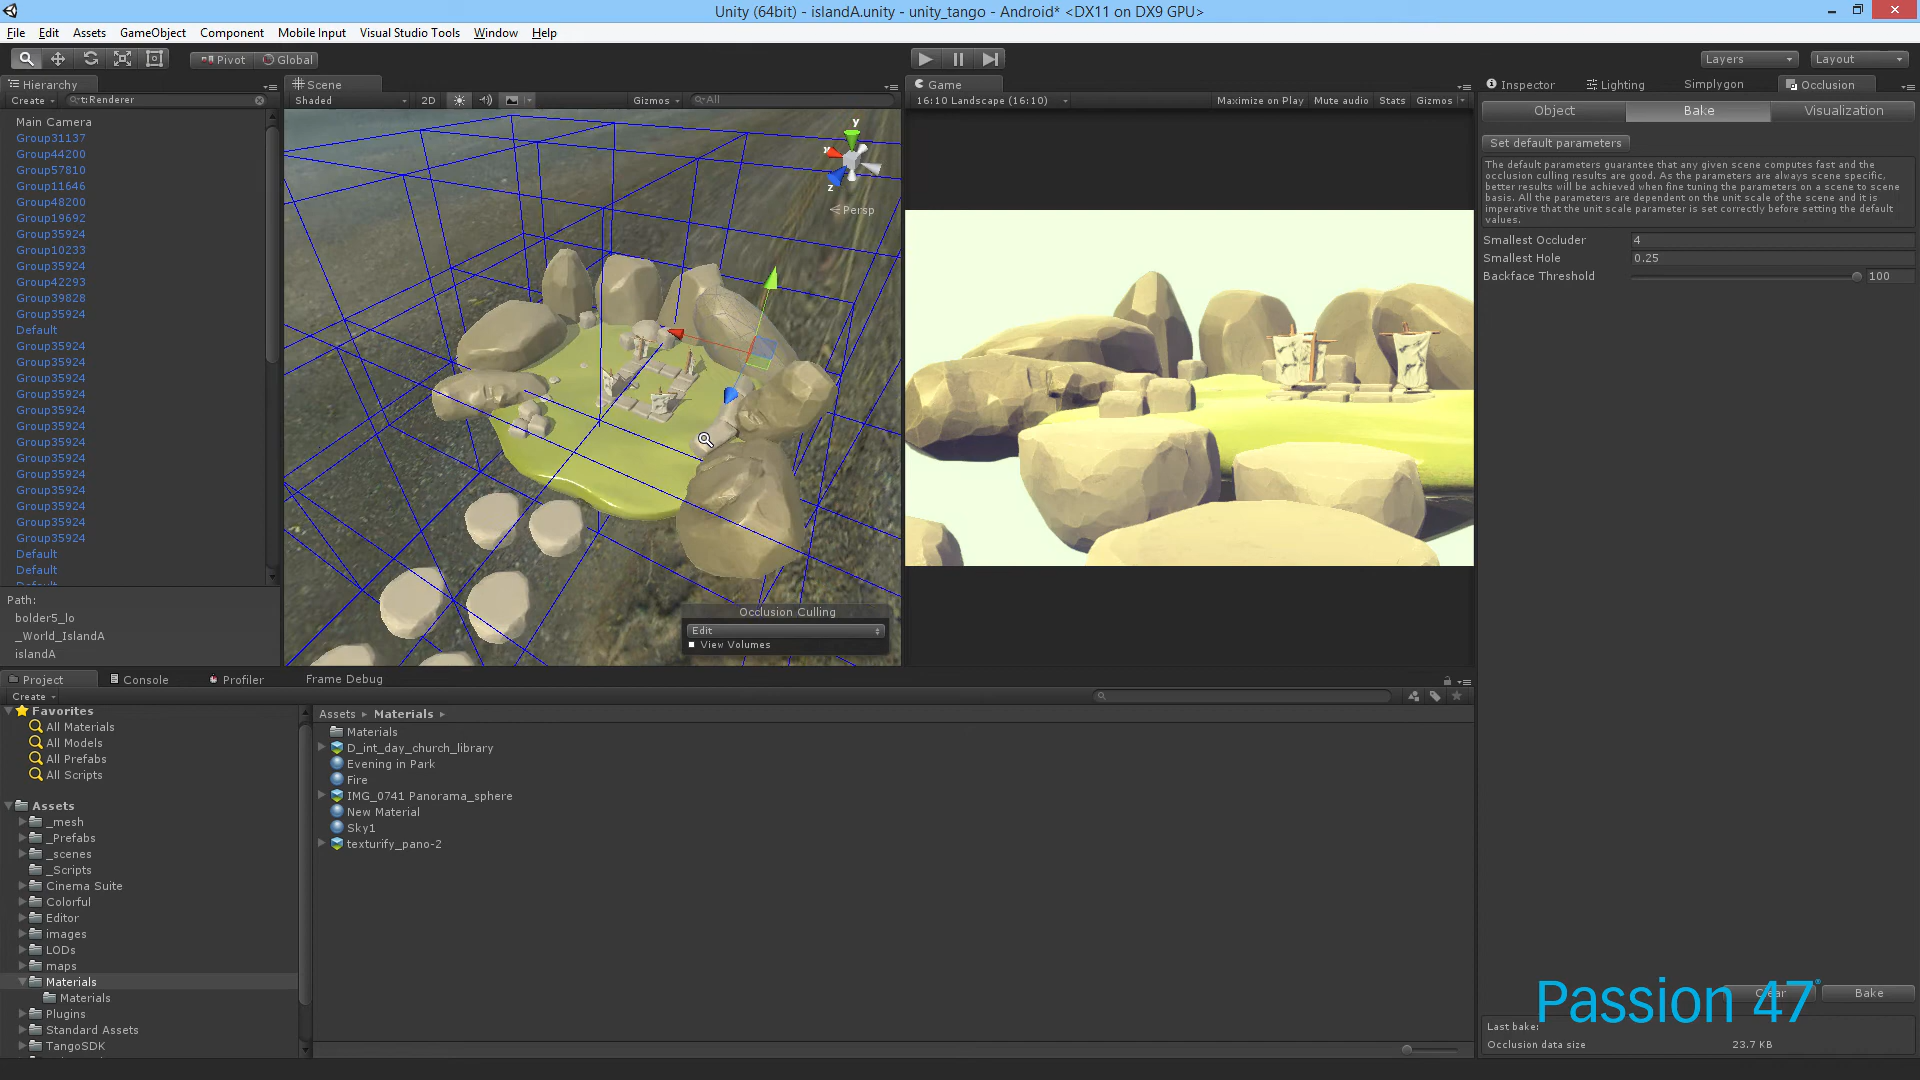 Unity (64bit) - islandA.unity - unity_tango - Android* <DX11 on DX9 GPU>
File Edit Assets GameObject Component Mobile Input Visual Studio Tools Window Help
Pivot Global Layers Layout
Hierarchy
Create t:Renderer
Main Camera
Group31137
Group44200
Group57810
Group11646
Group48200
Group19692
Group35924
Group10233
Group35924
Group42293
Group39828
Group35924
Default
Group35924
Group35924
Group35924
Group35924
Group35924
Group35924
Group35924
Group35924
Group35924
Group35924
Group35924
Group35924
Group35924
Default
Default
Default
Path:
bolder5_lo
_World_IslandA
islandA
Scene
Shaded 2D Gizmos All
y
z
Persp
Occlusion Culling
Edit
View Volumes
Game
16:10 Landscape (16:10) Maximize on Play Mute audio Stats Gizmos
Inspector Lighting Simplygon Occlusion
Object Bake Visualization
Set default parameters
The default parameters guarantee that any given scene computes fast and the
occlusion culling results are good. As the parameters are always scene specific,
better results will be achieved when fine tuning the parameters on a scene to scene
basis. All the parameters are dependent on the unit scale of the scene and it is
imperative that the unit scale parameter is set correctly before setting the default
values.
Smallest Occluder 4
Smallest Hole 0.25
Backface Threshold 100
Clear Bake
Passion 47
Last bake:
Occlusion data size 23.7 KB
Project Console Profiler Frame Debug
Create
Favorites
All Materials
All Models
All Prefabs
All Scripts
Assets
_mesh
_Prefabs
_scenes
_Scripts
Cinema Suite
Colorful
Editor
images
LODs
maps
Materials
Materials
Plugins
Standard Assets
TangoSDK
Assets Materials
Materials
D_int_day_church_library
Evening in Park
Fire
IMG_0741 Panorama_sphere
New Material
Sky1
texturify_pano-2